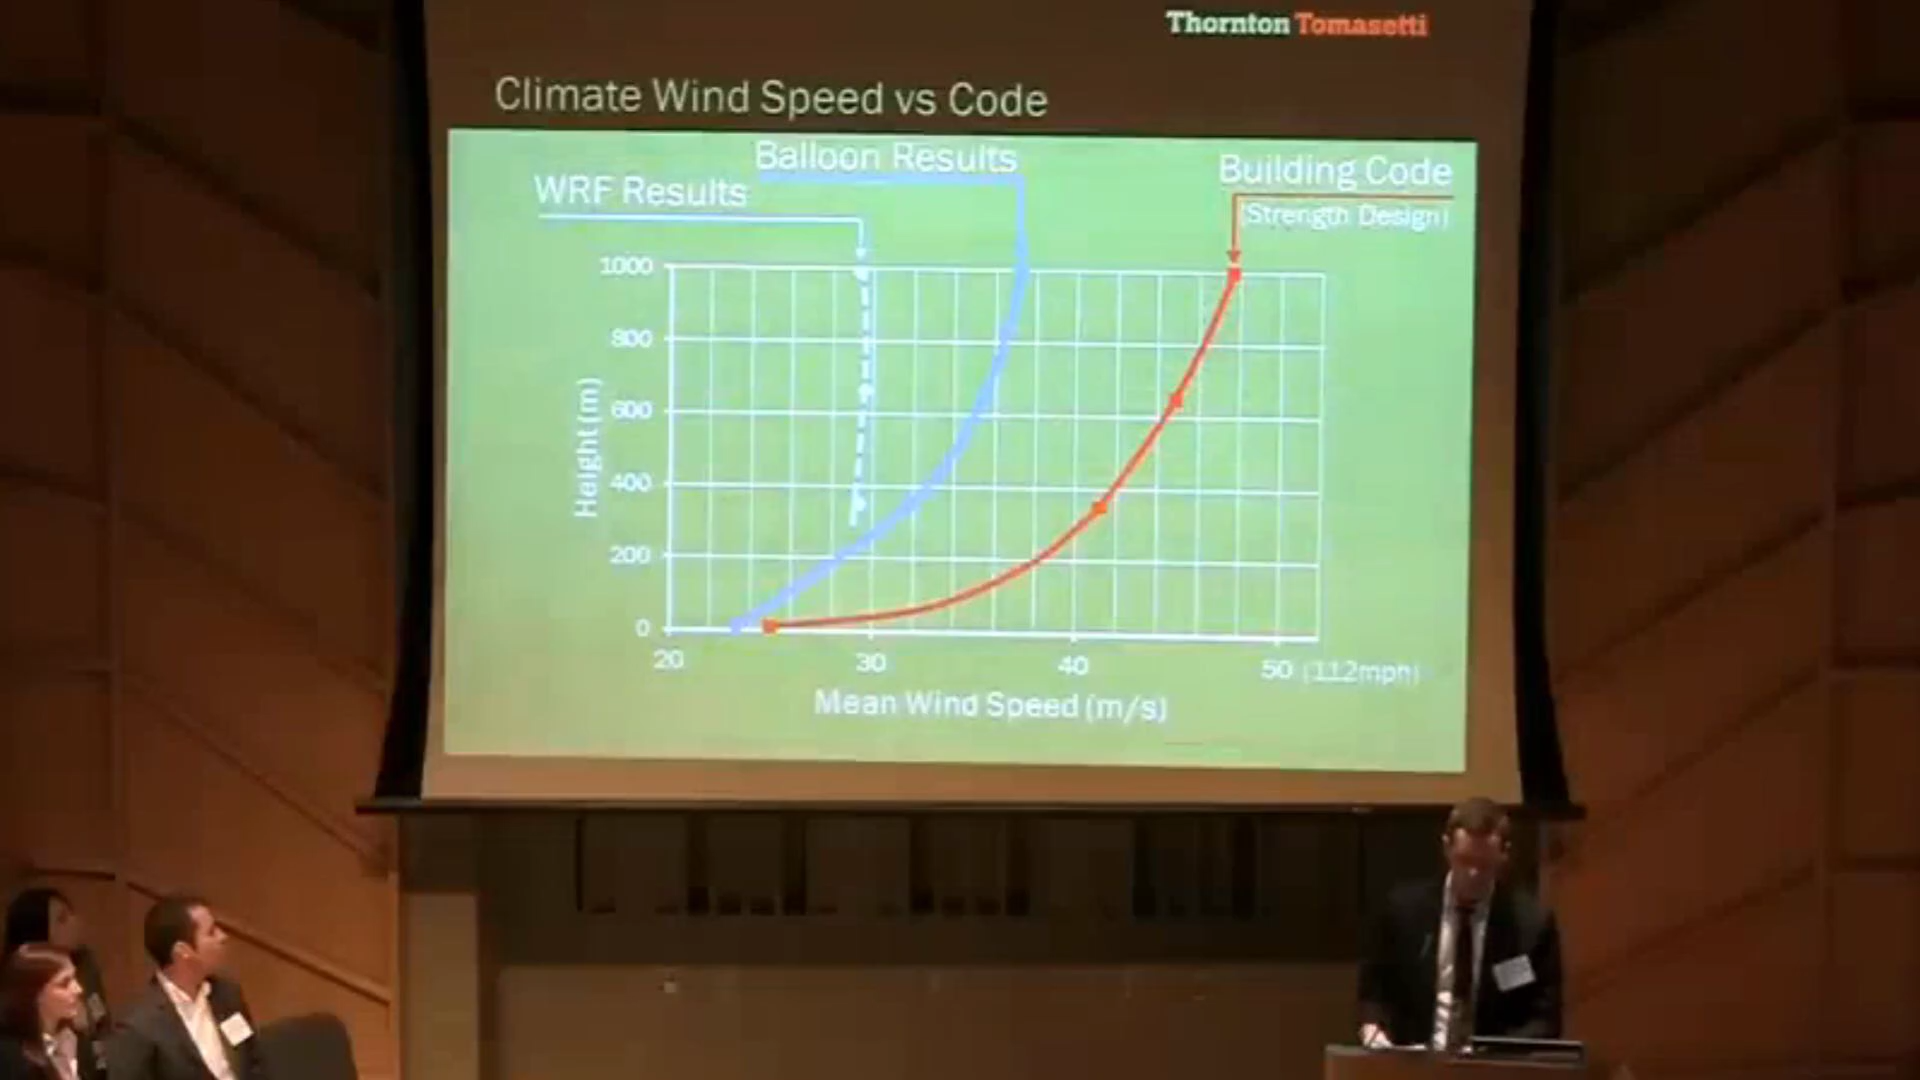 Thornton Tomasetti
Climate Wind Speed vs Code
Balloon Results
WRF Results
Building Code
(Strength Design)
1000
800
600
400
200
0
Height (m)
20 30 40 50 (112mph)
Mean Wind Speed (m/s)